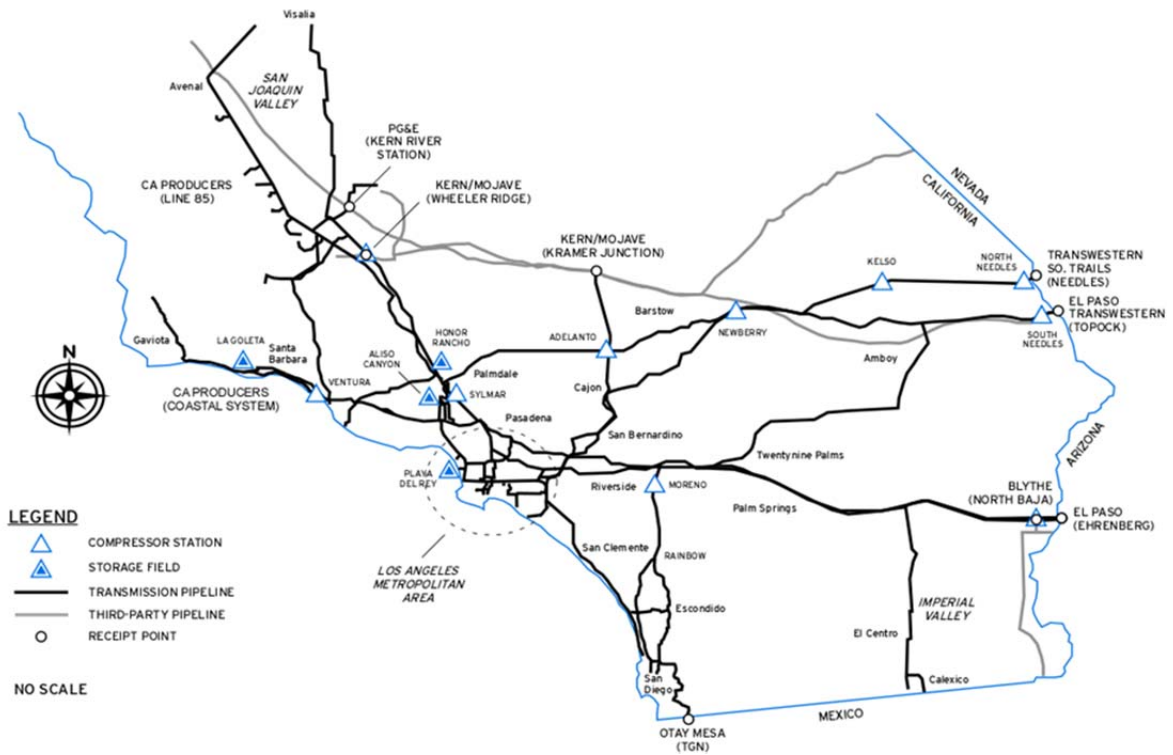 Visalia
SAN
JOAQUIN
VALLEY
Avenal
PG&E
(KERN RIVER
STATION)
CA PRODUCERS
(LINE 85)
KERN/MOJAVE
(WHEELER RIDGE)
NEVADA
CALIFORNIA
KERN/MOJAVE
(KRAMER JUNCTION)
KELSO
NORTH
NEEDLES
TRANSWESTERN
SO. TRAILS
(NEEDLES)
EL PASO
TRANSWESTERN
(TOPOCK)
Barstow
NEWBERRY
SOUTH
NEEDLES
Gaviota
LA GOLETA
Santa
Barbara
HONOR
RANCHO
ADELANTO
Amboy
N
ALISO
CANYON
Palmdale
Cajon
VENTURA
SYLMAR
CA PRODUCERS
(COASTAL SYSTEM)
Pasadena
San Bernardino
ARIZONA
Twentynine Palms
PLAYA
DEL REY
Riverside
MORENO
BLYTHE
(NORTH BAJA)
Palm Springs
EL PASO
(EHRENBERG)
LEGEND
COMPRESSOR STATION
STORAGE FIELD
TRANSMISSION PIPELINE
THIRD-PARTY PIPELINE
RECEIPT POINT
NO SCALE
San Clemente
RAINBOW
LOS ANGELES
METROPOLITAN
AREA
Escondido
IMPERIAL
VALLEY
El Centro
San
Diego
Calexico
MEXICO
OTAY MESA
(TGN)